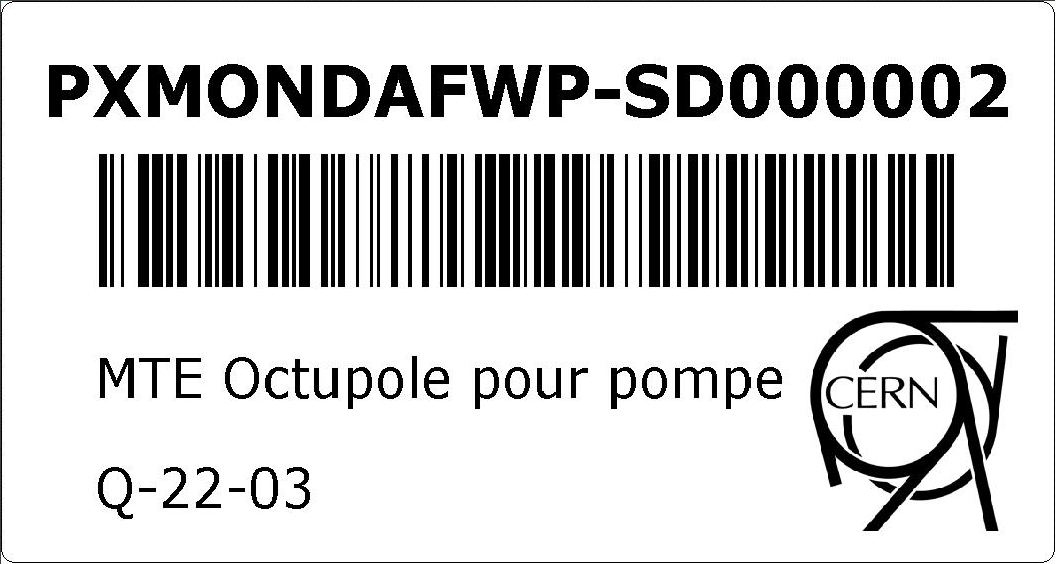 PXMONDAFWP-SD000002
MTE Octupole pour pompe
CERN
Q-22-03